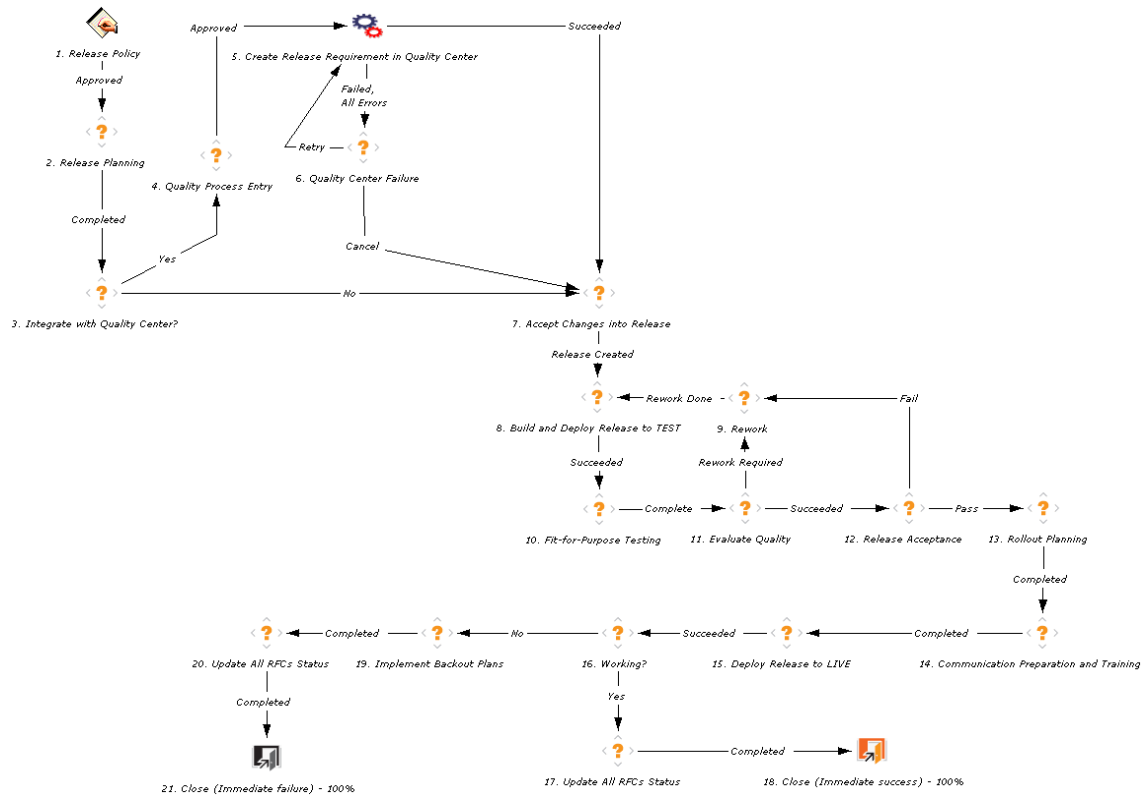 Approved
Succeeded
1. Release Policy
5. Create Release Requirement in Quality Center
Approved
Failed,
All Errors
Retry
2. Release Planning
4. Quality Process Entry
6. Quality Center Failure
Completed
Cancel
Yes
No
3. Integrate with Quality Center?
7. Accept Changes into Release
Release Created
Rework Done
Fail
8. Build and Deploy Release to TEST
9. Rework
Succeeded
Rework Required
Complete
Succeeded
Pass
10. Fit-for-Purpose Testing
11. Evaluate Quality
12. Release Acceptance
13. Rollout Planning
Completed
Completed
No
Succeeded
Completed
20. Update All RFCs Status
19. Implement Backout Plans
16. Working?
15. Deploy Release to LIVE
14. Communication Preparation and Training
Completed
Yes
Completed
21. Close (Immediate failure) - 100%
17. Update All RFCs Status
18. Close (Immediate success) - 100%